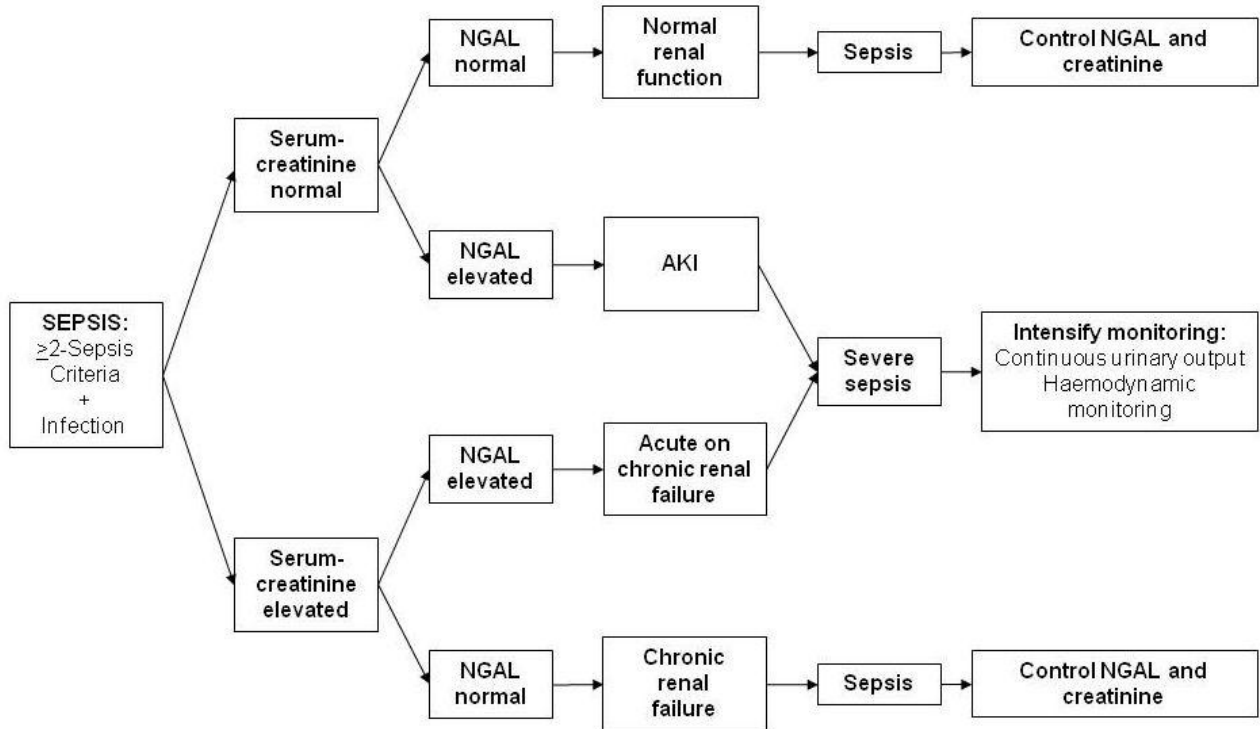 SEPSIS:
≥2-Sepsis
Criteria
+
Infection
Serum-
creatinine
normal
Serum-
creatinine
elevated
NGAL
normal
Normal
renal
function
Sepsis
Control NGAL and
creatinine
NGAL
elevated
AKI
Severe
sepsis
Intensify monitoring:
Continuous urinary output
Haemodynamic
monitoring
NGAL
elevated
Acute on
chronic renal
failure
NGAL
normal
Chronic
renal
failure
Sepsis
Control NGAL and
creatinine